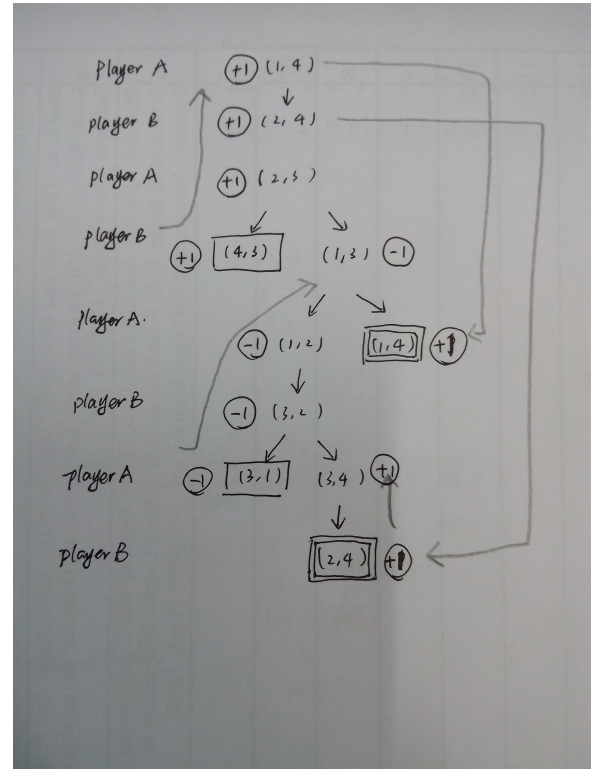 Player A +1 (1,4)
player B +1 (2,4)
player A +1 (2,3)
player B +1 (4,3) (1,3) -1
player A. -1 (1,2) (1,4) +1
player B -1 (3,2)
player A -1 (3,1) (3,4) +1
player B (2,4) +1